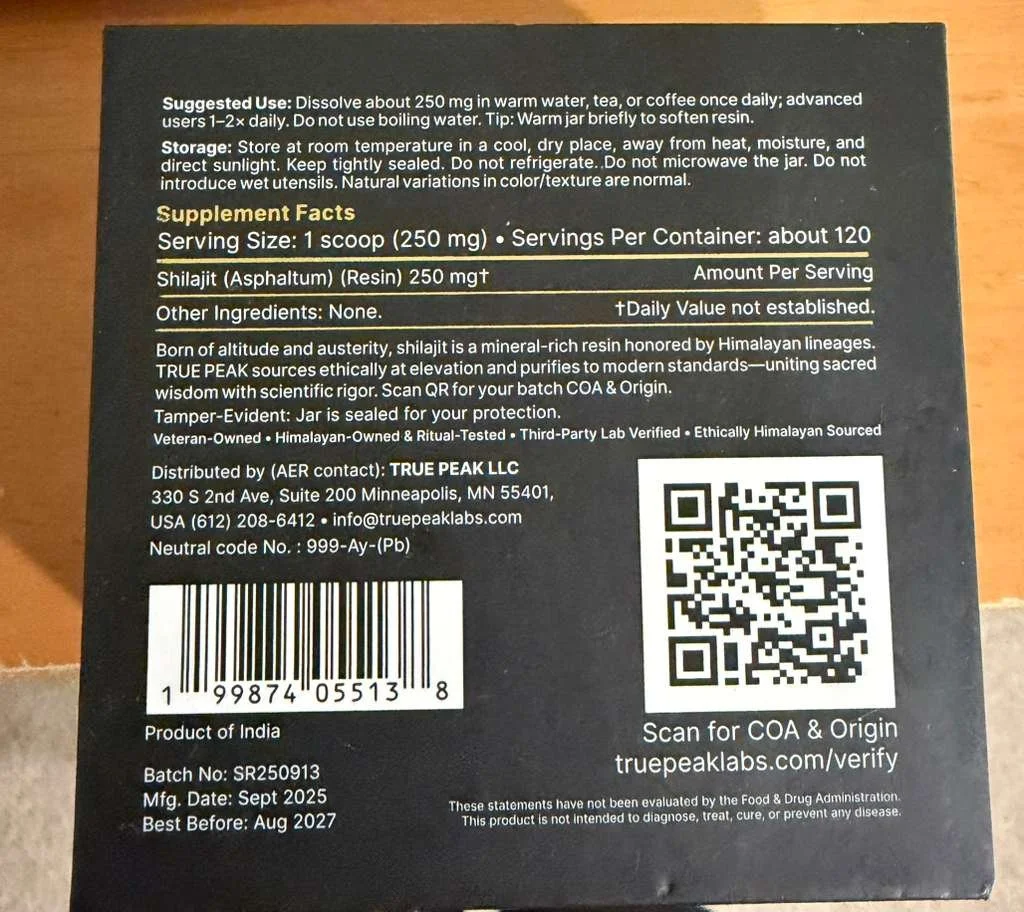 Suggested Use: Dissolve about 250 mg in warm water, tea, or coffee once daily; advanced
users 1–2× daily. Do not use boiling water. Tip: Warm jar briefly to soften resin.
Storage: Store at room temperature in a cool, dry place, away from heat, moisture, and
direct sunlight. Keep tightly sealed. Do not refrigerate. .Do not microwave the jar. Do not
introduce wet utensils. Natural variations in color/texture are normal.
Supplement Facts
Serving Size: 1 scoop (250 mg) • Servings Per Container: about 120
Shilajit (Asphaltum) (Resin) 250 mg† Amount Per Serving
Other Ingredients: None. †Daily Value not established.
Born of altitude and austerity, shilajit is a mineral-rich resin honored by Himalayan lineages.
TRUE PEAK sources ethically at elevation and purifies to modern standards—uniting sacred
wisdom with scientific rigor. Scan QR for your batch COA & Origin.
Tamper-Evident: Jar is sealed for your protection.
Veteran-Owned • Himalayan-Owned & Ritual-Tested • Third-Party Lab Verified • Ethically Himalayan Sourced
Distributed by (AER contact): TRUE PEAK LLC
330 S 2nd Ave, Suite 200 Minneapolis, MN 55401,
USA (612) 208-6412 • info@truepeaklabs.com
Neutral code No. : 999-Ay-(Pb)
1 99874 05513 8
Product of India
Batch No: SR250913
Mfg. Date: Sept 2025
Best Before: Aug 2027
Scan for COA & Origin
truepeaklabs.com/verify
These statements have not been evaluated by the Food & Drug Administration.
This product is not intended to diagnose, treat, cure, or prevent any disease.